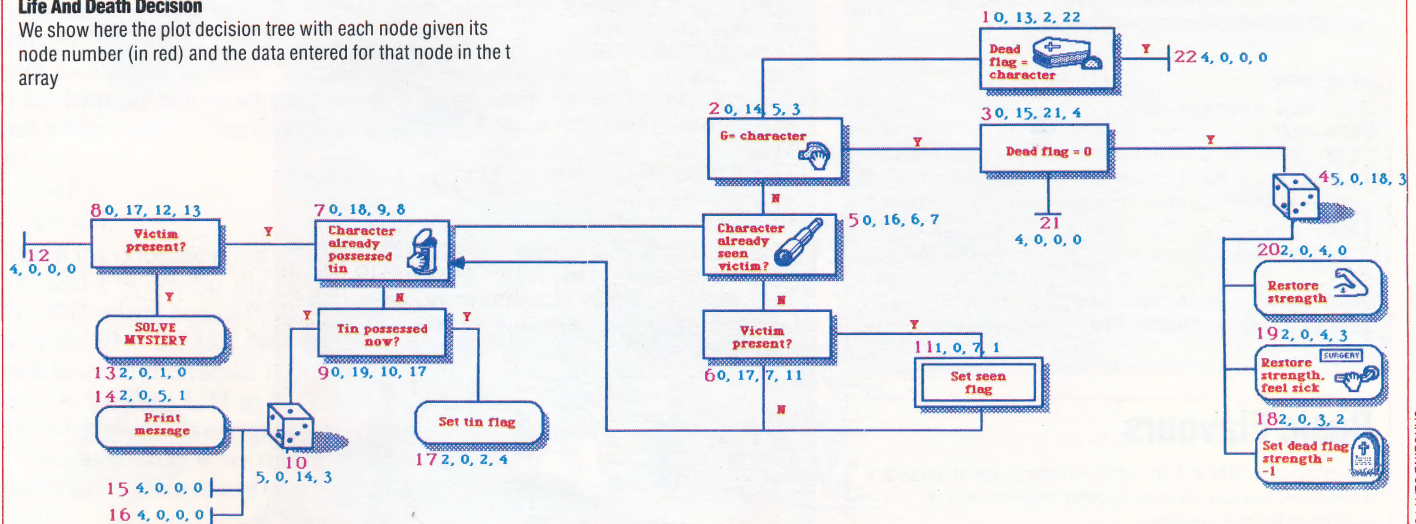 Life And Death Decision
We show here the plot decision tree with each node given its
node number (in red) and the data entered for that node in the t
array
1 0, 13, 2, 22
Dead
flag =
character
Y
22 4, 0, 0, 0
2 0, 14, 5, 3
G= character
Y
N
3 0, 15, 21, 4
Dead flag = 0
Y
21
4, 0, 0, 0
4 5, 0, 18, 3
20 2, 0, 4, 0
Restore
strength
19 2, 0, 4, 3
Restore
strength,
feel sick
SURGERY
18 2, 0, 3, 2
Set dead flag
strength =
-1
5 0, 16, 6, 7
Character
already
seen
victim?
N
Victim
present?
Y
6 0, 17, 7, 11
N
11 1, 0, 7, 1
Set seen
flag
7 0, 18, 9, 8
Character
already
possessed
tin
Y
N
8 0, 17, 12, 13
Victim
present?
12
4, 0, 0, 0
Y
SOLVE
MYSTERY
13 2, 0, 1, 0
Y
Tin possessed
now?
Y
9 0, 19, 10, 17
14 2, 0, 5, 1
Print
message
10
5, 0, 14, 3
Set tin flag
17 2, 0, 2, 4
15 4, 0, 0, 0
16 4, 0, 0, 0